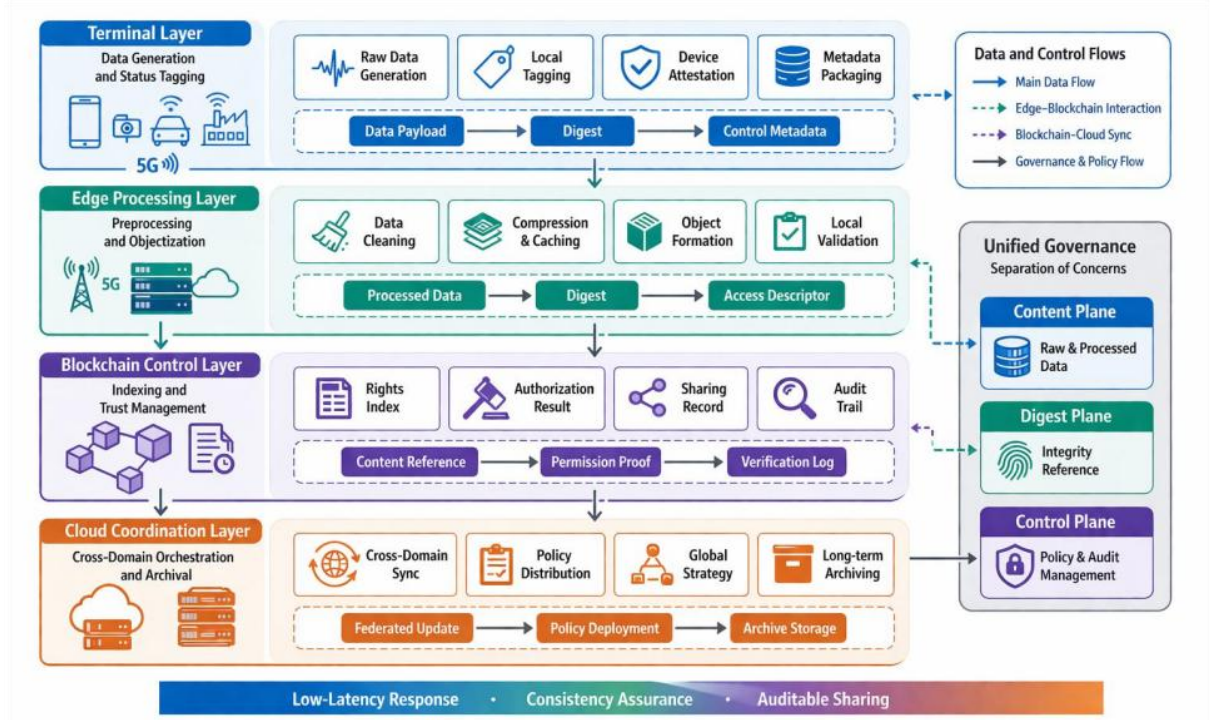 Terminal Layer
Data Generation
and Status Tagging
5G
Raw Data
Generation
Local
Tagging
Device
Attestation
Metadata
Packaging
Data Payload
Digest
Control Metadata
Data and Control Flows
Main Data Flow
Edge–Blockchain Interaction
Blockchain-Cloud Sync
Governance & Policy Flow
Edge Processing Layer
Preprocessing
and Objectization
5G
Data
Cleaning
Compression
& Caching
Object
Formation
Local
Validation
Processed Data
Digest
Access Descriptor
Blockchain Control Layer
Indexing and
Trust Management
Rights
Index
Authorization
Result
Sharing
Record
Audit
Trail
Content Reference
Permission Proof
Verification Log
Cloud Coordination Layer
Cross-Domain Orchestration
and Archival
Cross-Domain
Sync
Policy
Distribution
Global
Strategy
Long-term
Archiving
Federated Update
Policy Deployment
Archive Storage
Unified Governance
Separation of Concerns
Content Plane
Raw & Processed
Data
Digest Plane
Integrity
Reference
Control Plane
Policy & Audit
Management
Low-Latency Response • Consistency Assurance • Auditable Sharing